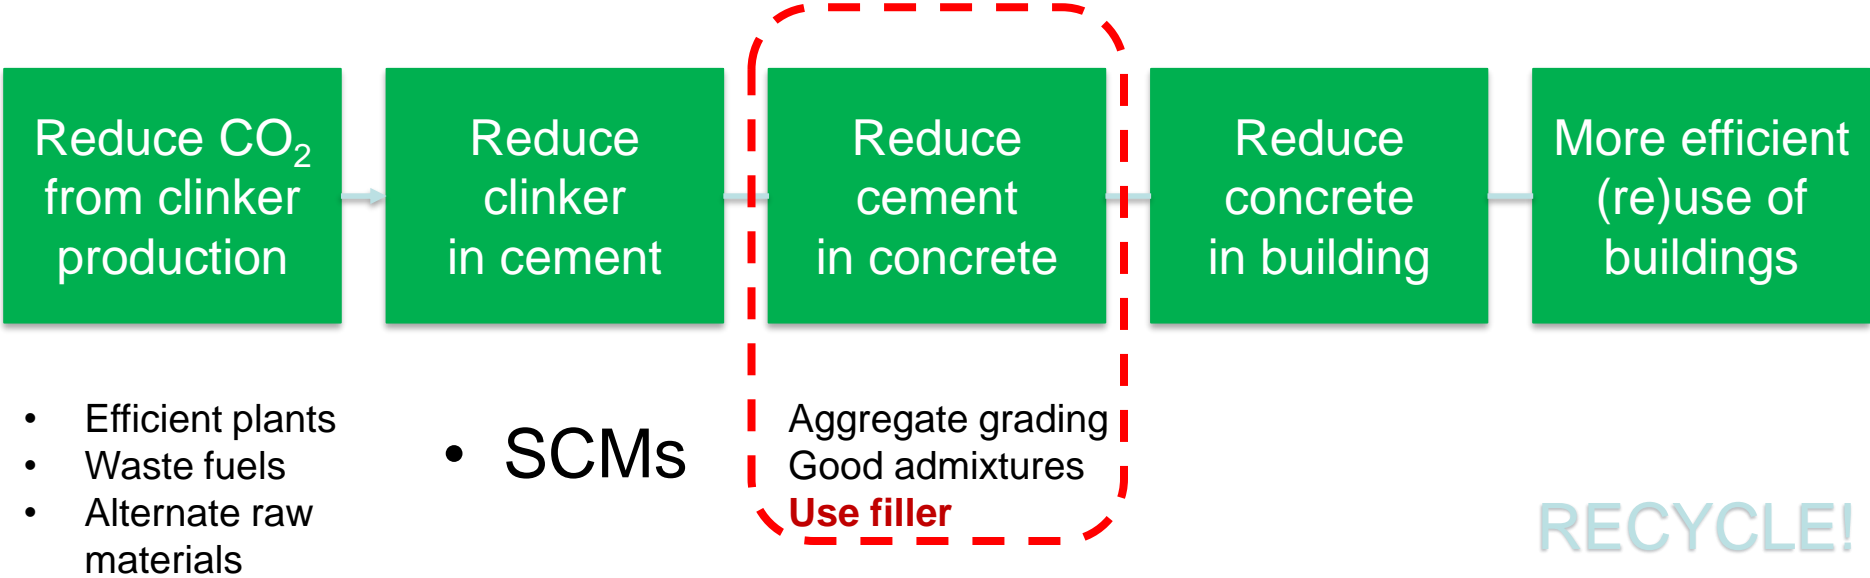 Reduce CO₂
from clinker
production
Reduce
clinker
in cement
Reduce
cement
in concrete
Reduce
concrete
in building
More efficient
(re)use of
buildings
• Efficient plants
• Waste fuels
• Alternate raw
materials
• SCMs
Aggregate grading
Good admixtures
Use filler
RECYCLE!